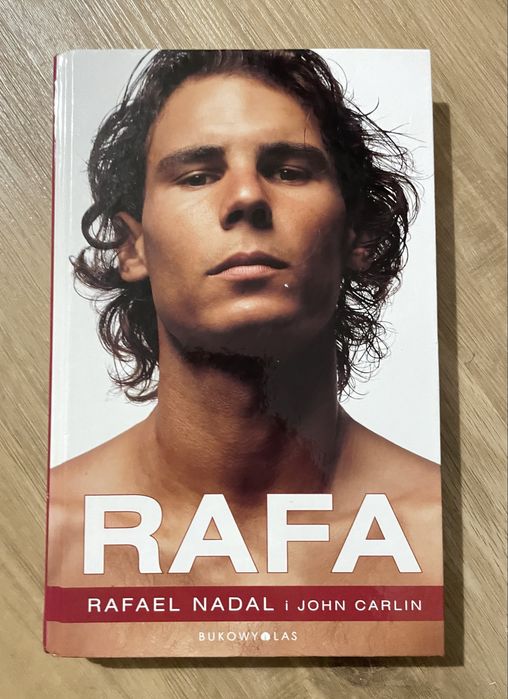 RAFA
RAFAEL NADAL i JOHN CARLIN
BUKOWY LAS